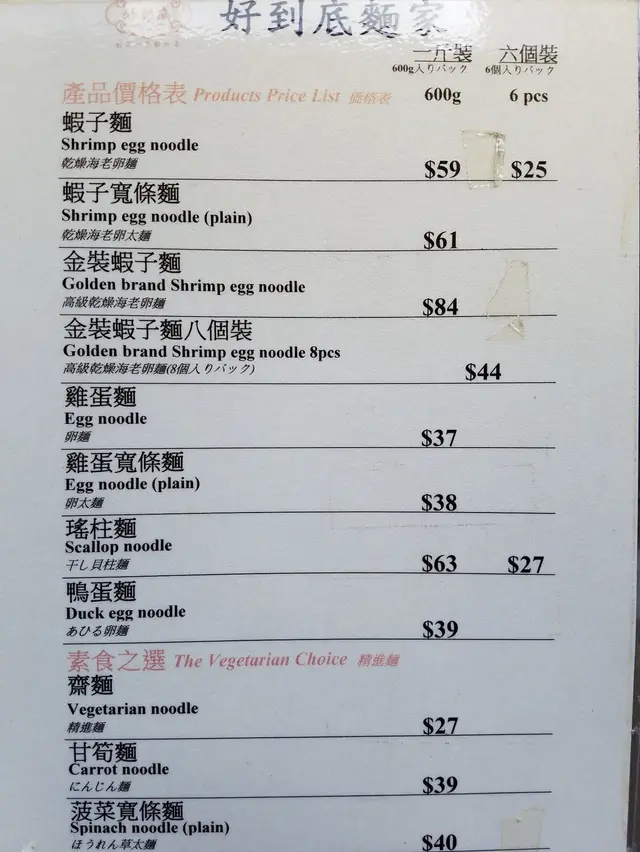 好到底麵家
一斤裝 六個裝
600g入りパック 6個入りパック
產品價格表 Products Price List 価格表 600g 6 pcs
蝦子麵
Shrimp egg noodle
乾燥海老卵麵 $59 $25
蝦子寬條麵
Shrimp egg noodle (plain)
乾燥海老卵太麵 $61
金裝蝦子麵
Golden brand Shrimp egg noodle
高級乾燥海老卵麵 $84
金裝蝦子麵八個裝
Golden brand Shrimp egg noodle 8pcs
高級乾燥海老卵麵(8個入りパック) $44
雞蛋麵
Egg noodle
卵麵 $37
雞蛋寬條麵
Egg noodle (plain)
卵太麵 $38
瑤柱麵
Scallop noodle
干し貝柱麵 $63 $27
鴨蛋麵
Duck egg noodle
あひる卵麵 $39
素食之選 The Vegetarian Choice 精進麵
齋麵
Vegetarian noodle
精進麵 $27
甘筍麵
Carrot noodle
にんじん麵 $39
菠菜寬條麵
Spinach noodle (plain)
ほうれん草太麵 $40